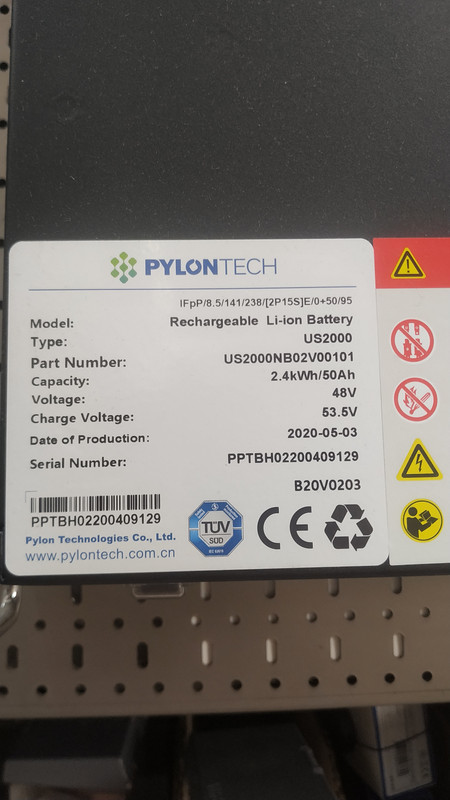 PYLONTECH
IFpP/8.5/141/238/[2P15S]E/0+50/95
Model: Rechargeable Li-ion Battery
Type: US2000
Part Number: US2000NB02V00101
Capacity: 2.4kWh/50Ah
Voltage: 48V
Charge Voltage: 53.5V
Date of Production: 2020-05-03
Serial Number: PPTBH02200409129
B20V0203
PPTBH02200409129
TÜV
SÜD
CE
Pylon Technologies Co., Ltd.
www.pylontech.com.cn